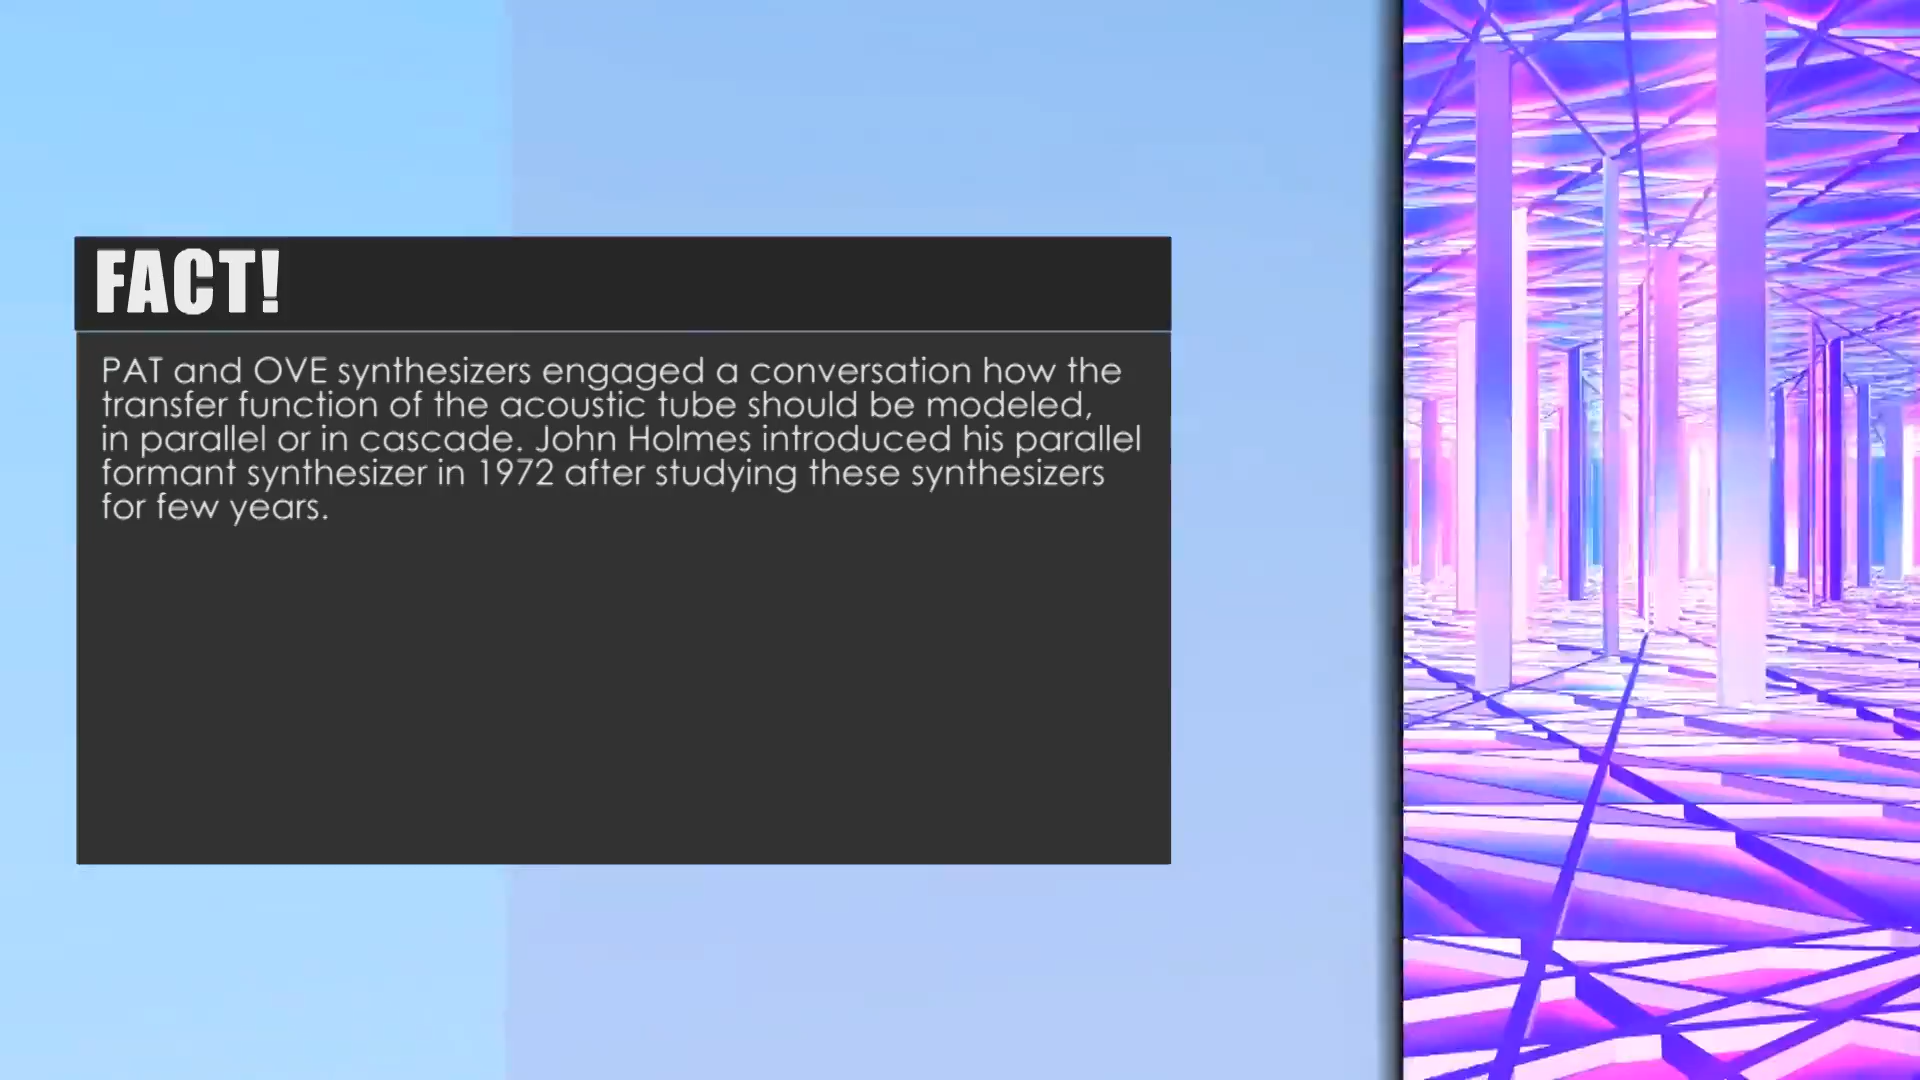 FACT!
PAT and OVE synthesizers engaged a conversation how the
transfer function of the acoustic tube should be modeled,
in parallel or in cascade. John Holmes introduced his parallel
formant synthesizer in 1972 after studying these synthesizers
for few years.